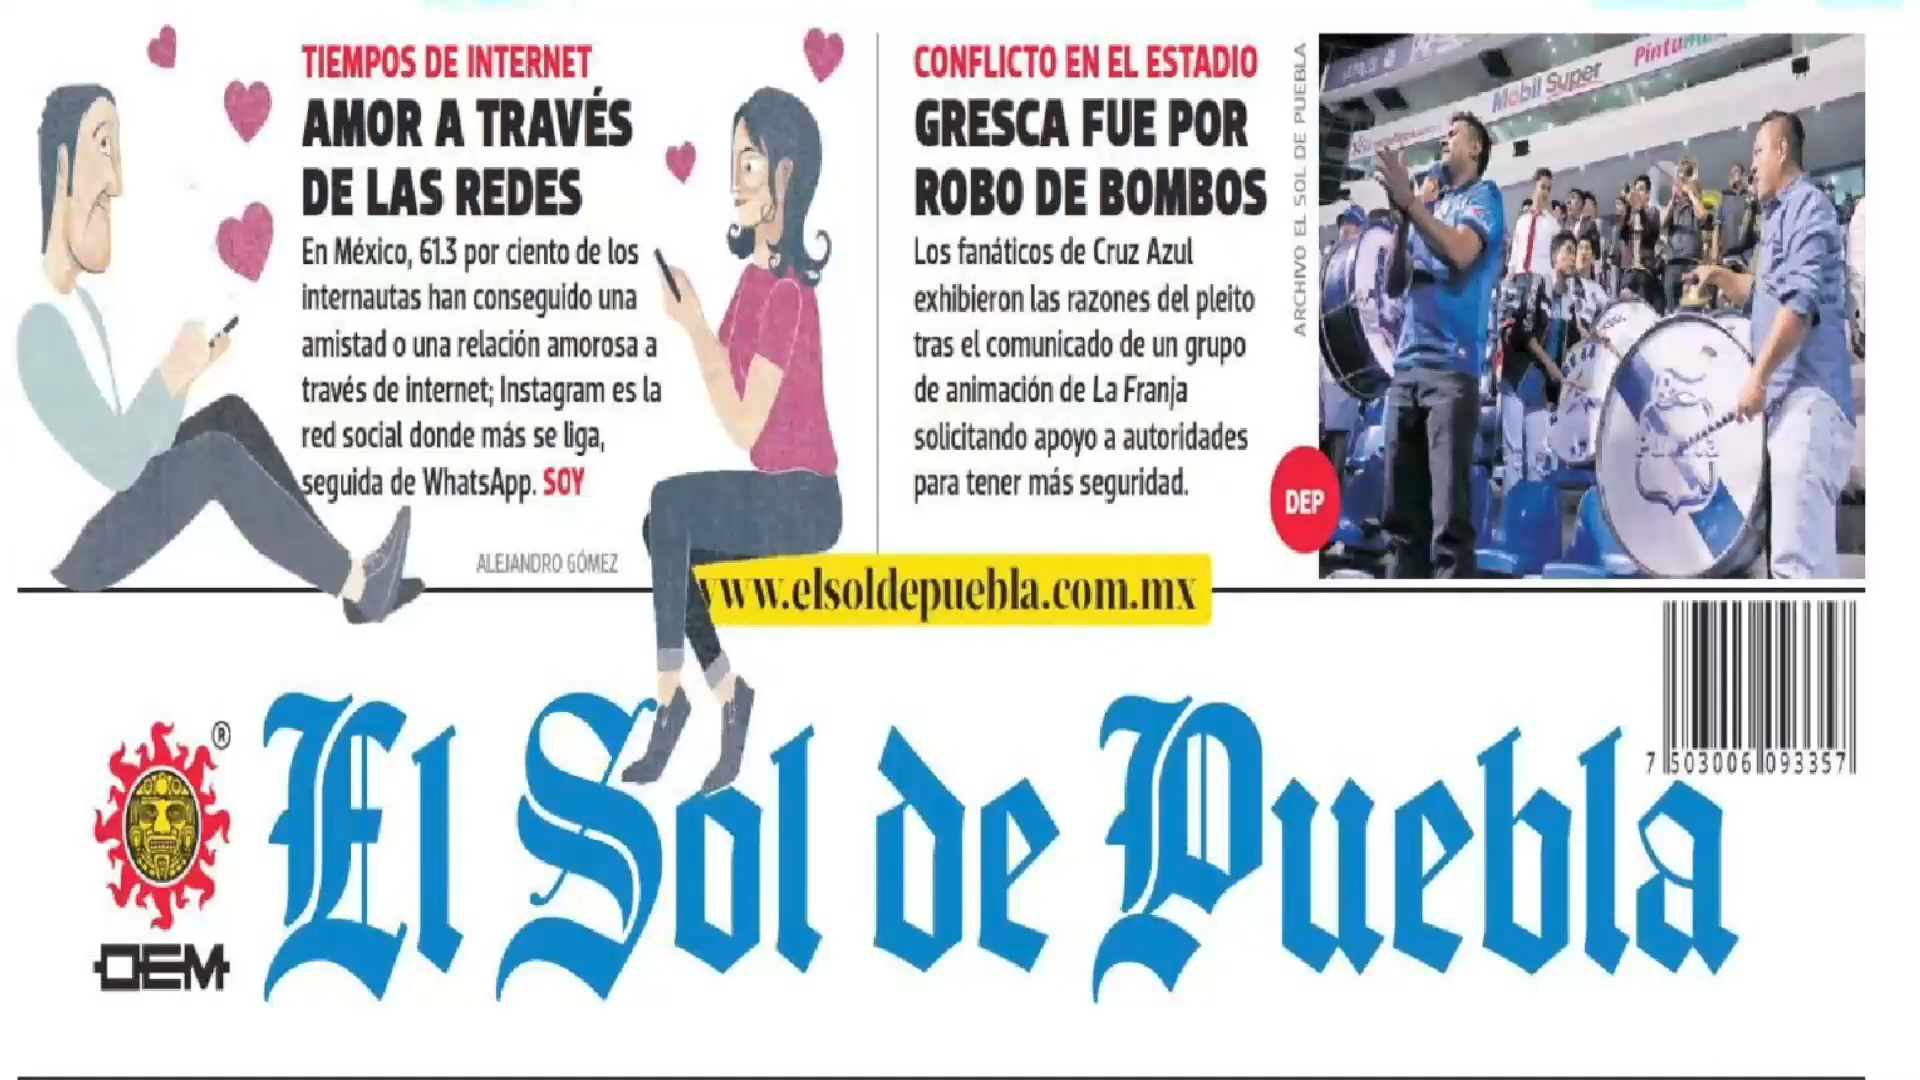 TIEMPOS DE INTERNET
AMOR A TRAVÉS
DE LAS REDES
En México, 61.3 por ciento de los
internautas han conseguido una
amistad o una relación amorosa a
través de internet; Instagram es la
red social donde más se liga,
seguida de WhatsApp. SOY
ALEJANDRO GÓMEZ
CONFLICTO EN EL ESTADIO
GRESCA FUE POR
ROBO DE BOMBOS
Los fanáticos de Cruz Azul
exhibieron las razones del pleito
tras el comunicado de un grupo
de animación de La Franja
solicitando apoyo a autoridades
para tener más seguridad.
DEP
ARCHIVO EL SOL DE PUEBLA
Mobil Super
www.elsoldepuebla.com.mx
7 503006 093357
®
OEM
El Sol de Puebla